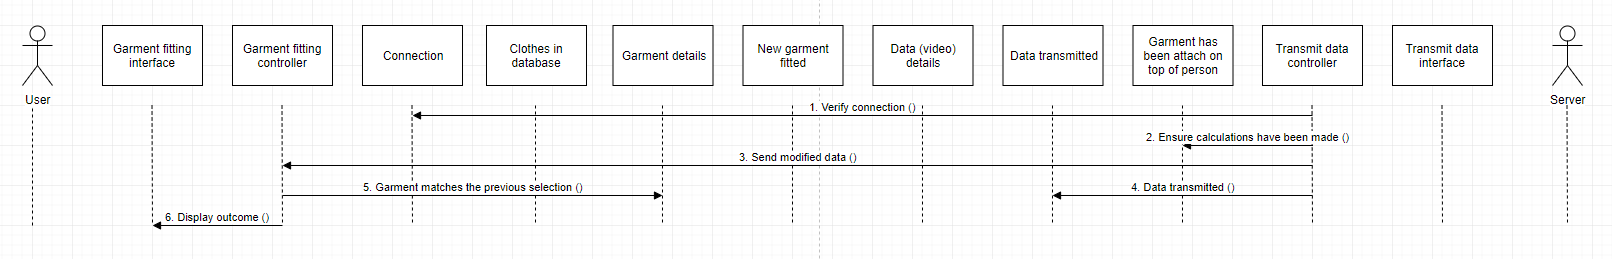 Garment fitting
interface
Garment fitting
controller
Connection
Clothes in
database
Garment details
New garment
fitted
Data (video)
details
Data transmitted
Garment has
been attach on
top of person
Transmit data
controller
Transmit data
interface
User
Server
1. Verify connection ()
2. Ensure calculations have been made ()
3. Send modified data ()
5. Garment matches the previous selection ()
4. Data transmitted ()
6. Display outcome ()